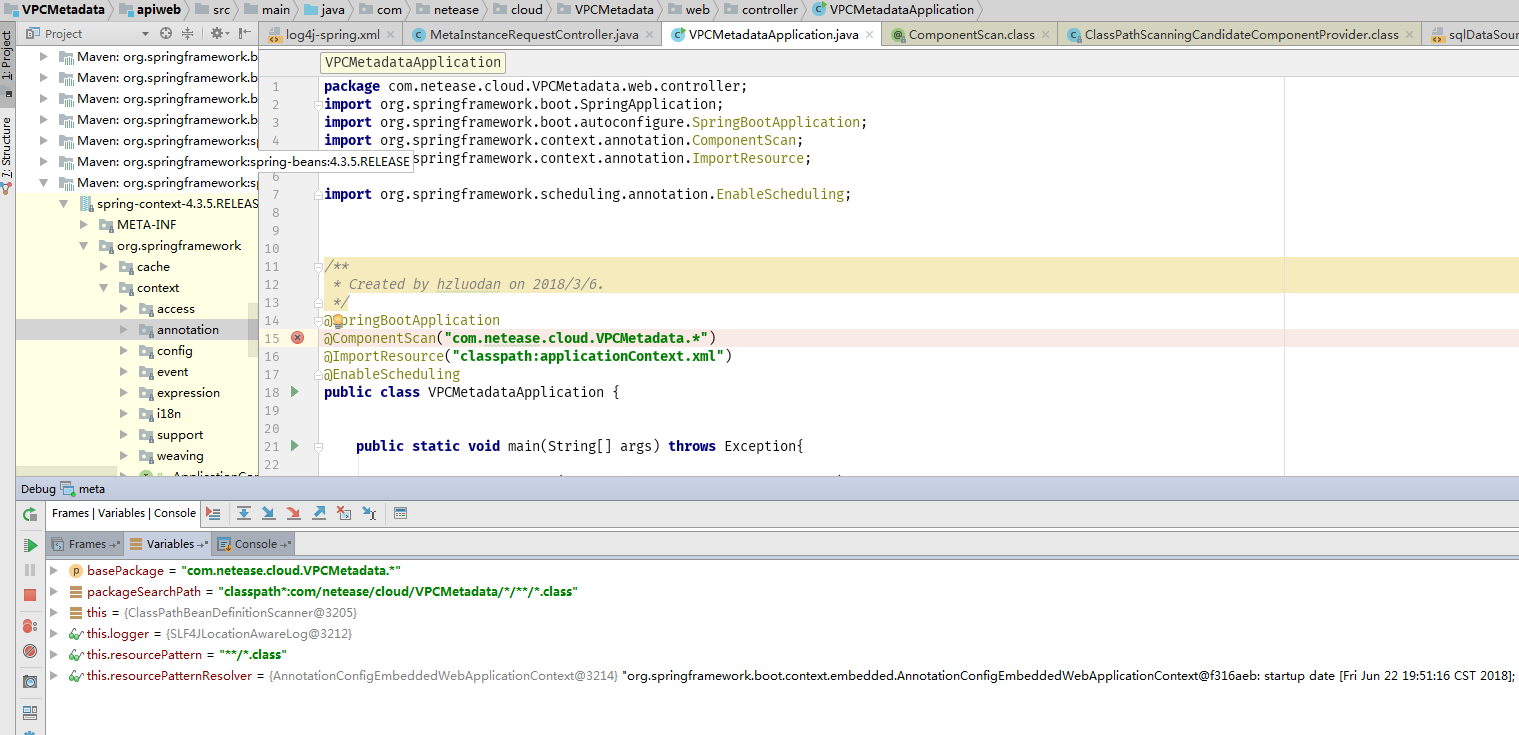 VPCMetadata apiweb src main java com netease cloud VPCMetadata web controller VPCMetadataApplication
Project
log4j-spring.xml MetaInstanceRequestController.java VPCMetadataApplication.java ComponentScan.class ClassPathScanningCandidateComponentProvider.class sqlDataSour
1: Project
7: Structure
Maven: org.springframework.b
Maven: org.springframework.b
Maven: org.springframework.b
Maven: org.springframework.b
Maven: org.springframework:s
Maven: org.springframework:spring-beans:4.3.5.RELEASE
Maven: org.springframework:s
spring-context-4.3.5.RELEAS
META-INF
org.springframework
cache
context
access
annotation
config
event
expression
i18n
support
weaving
VPCMetadataApplication
1 package com.netease.cloud.VPCMetadata.web.controller;
2 import org.springframework.boot.SpringApplication;
3 import org.springframework.boot.autoconfigure.SpringBootApplication;
4 import org.springframework.context.annotation.ComponentScan;
springframework.context.annotation.ImportResource;
6
7 import org.springframework.scheduling.annotation.EnableScheduling;
8
9
10
11 /**
12 * Created by hzluodan on 2018/3/6.
13 */
14 @SpringBootApplication
15 @ComponentScan("com.netease.cloud.VPCMetadata.*")
16 @ImportResource("classpath:applicationContext.xml")
17 @EnableScheduling
18 public class VPCMetadataApplication {
19
20
21 public static void main(String[] args) throws Exception{
22
Debug meta
Frames | Variables | Console
Frames →" Variables →" Console →"
basePackage = "com.netease.cloud.VPCMetadata.*"
packageSearchPath = "classpath*:com/netease/cloud/VPCMetadata/*/**/*.class"
this = {ClassPathBeanDefinitionScanner@3205}
this.logger = {SLF4JLocationAwareLog@3212}
this.resourcePattern = "**/*.class"
this.resourcePatternResolver = {AnnotationConfigEmbeddedWebApplicationContext@3214} "org.springframework.boot.context.embedded.AnnotationConfigEmbeddedWebApplicationContext@f316aeb: startup date [Fri Jun 22 19:51:16 CST 2018];